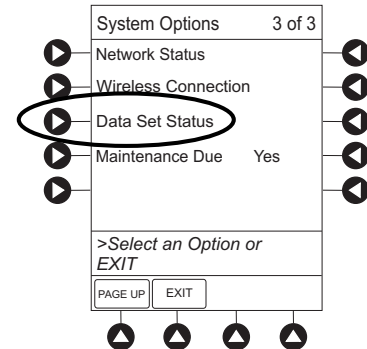 System Options 3 of 3
Network Status
Wireless Connection
Data Set Status
Maintenance Due Yes
>Select an Option or
EXIT
PAGE UP EXIT